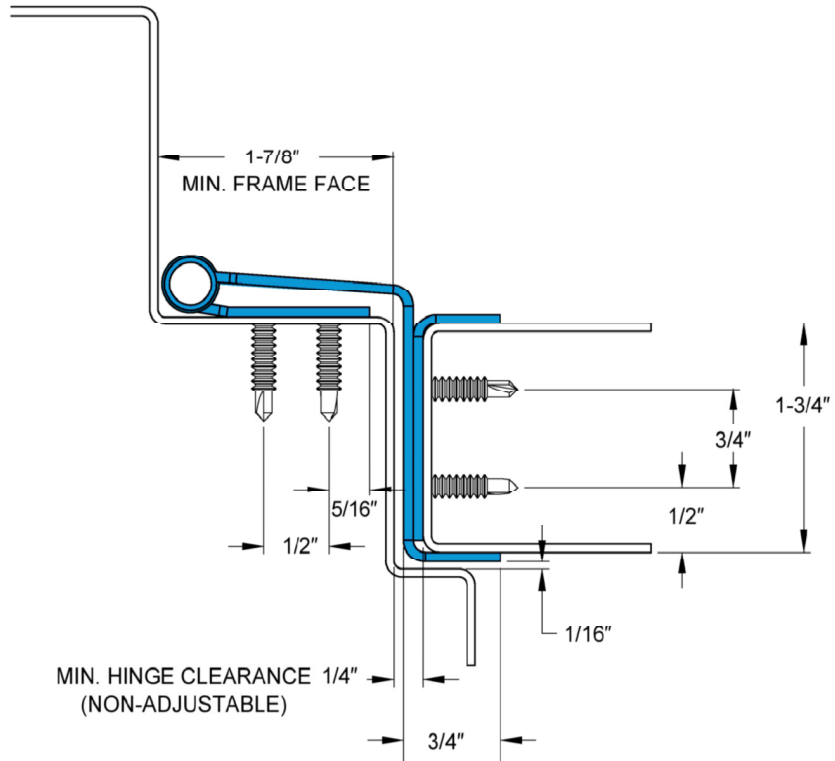 1-7/8"
MIN. FRAME FACE
1-3/4"
3/4"
5/16"
1/2"
1/2"
1/16"
MIN. HINGE CLEARANCE 1/4"
(NON-ADJUSTABLE)
3/4"